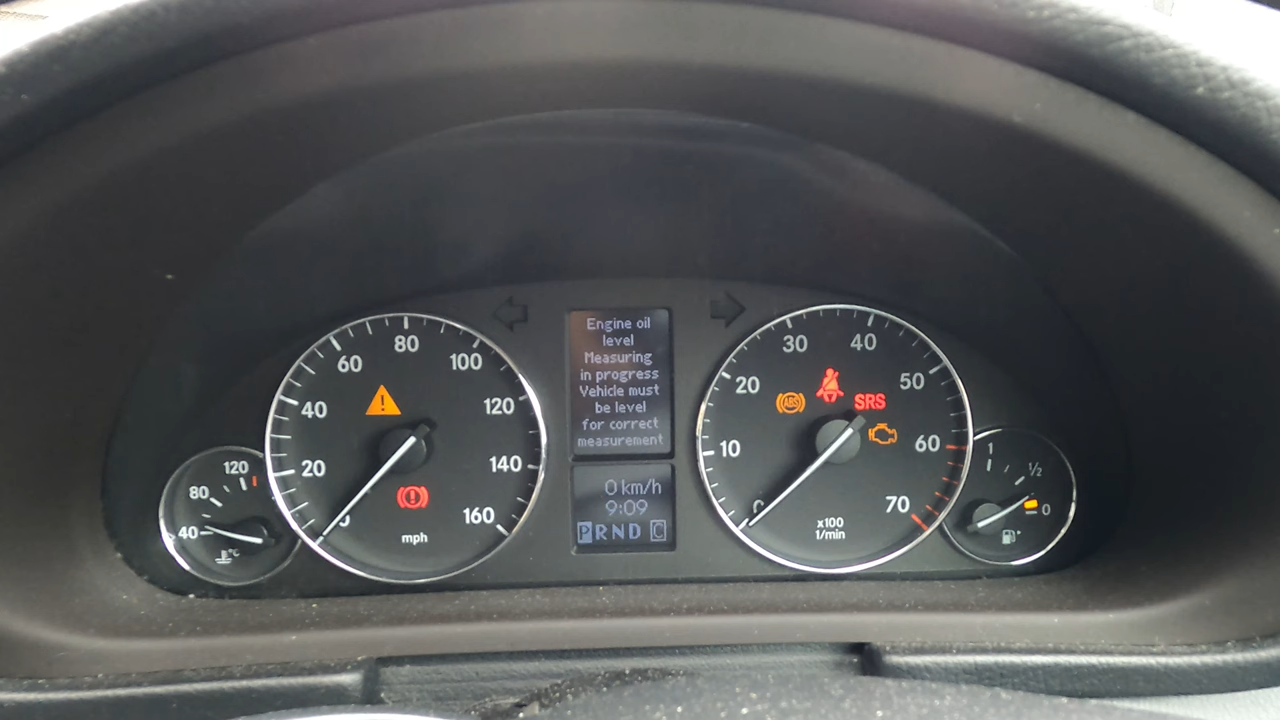 40
80
120
°C
0
20
40
60
80
100
120
140
160
mph
Engine oil
level
Measuring
in progress
Vehicle must
be level
for correct
measurement
0 km/h
9:09
PRND C
10
20
30
40
50
60
70
ABS
SRS
x100
1/min
1
1/2
0